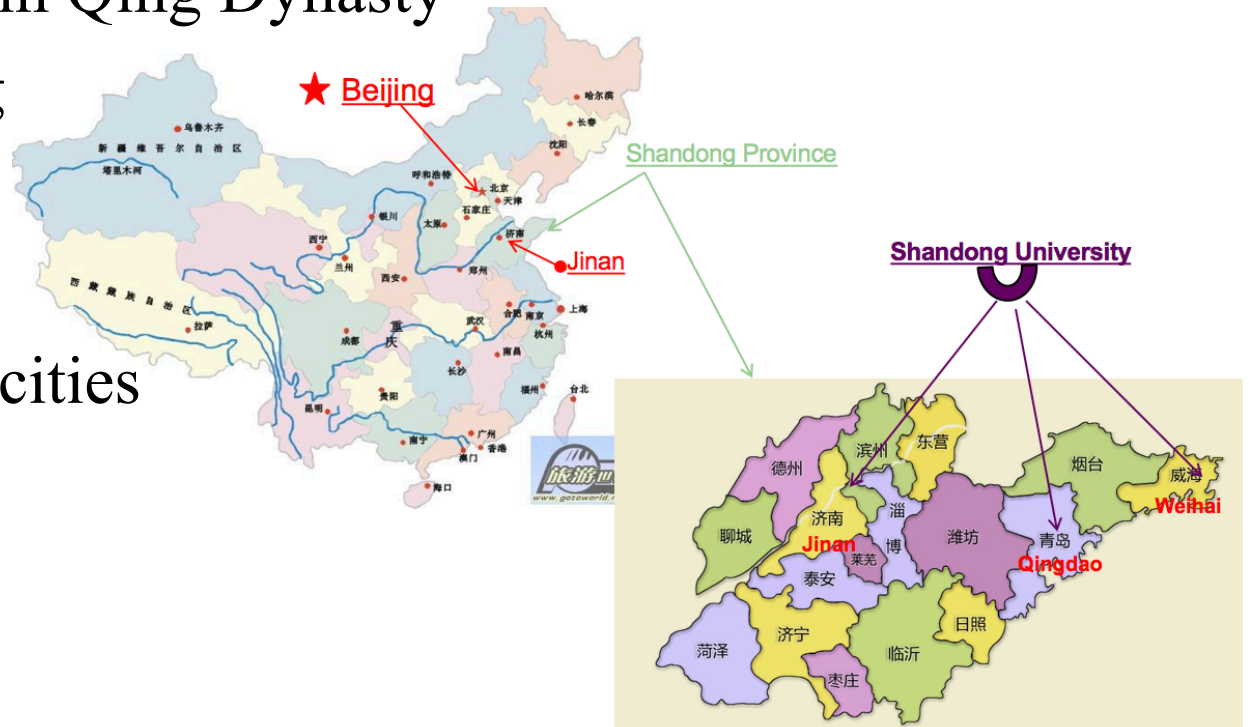 in Qing Dynasty
g
cities
★ Beijing
Shandong Province
Jinan
Shandong University
哈尔滨
长春
沈阳
乌鲁木齐
新疆维吾尔自治区
塔里木河
呼和浩特
北京
天津
石家庄
银川
太原
济南
西宁
兰州
西安
郑州
西藏藏族自治区
拉萨
成都
重庆
武汉
合肥
南京
上海
杭州
南昌
长沙
贵阳
福州
台北
昆明
南宁
广州
香港
澳门
海口
旅游
www.gotoworld.n
德州
滨州
东营
烟台
威海
Weihai
聊城
济南
Jinan
淄博
莱芜
潍坊
青岛
Qingdao
泰安
菏泽
济宁
枣庄
临沂
日照